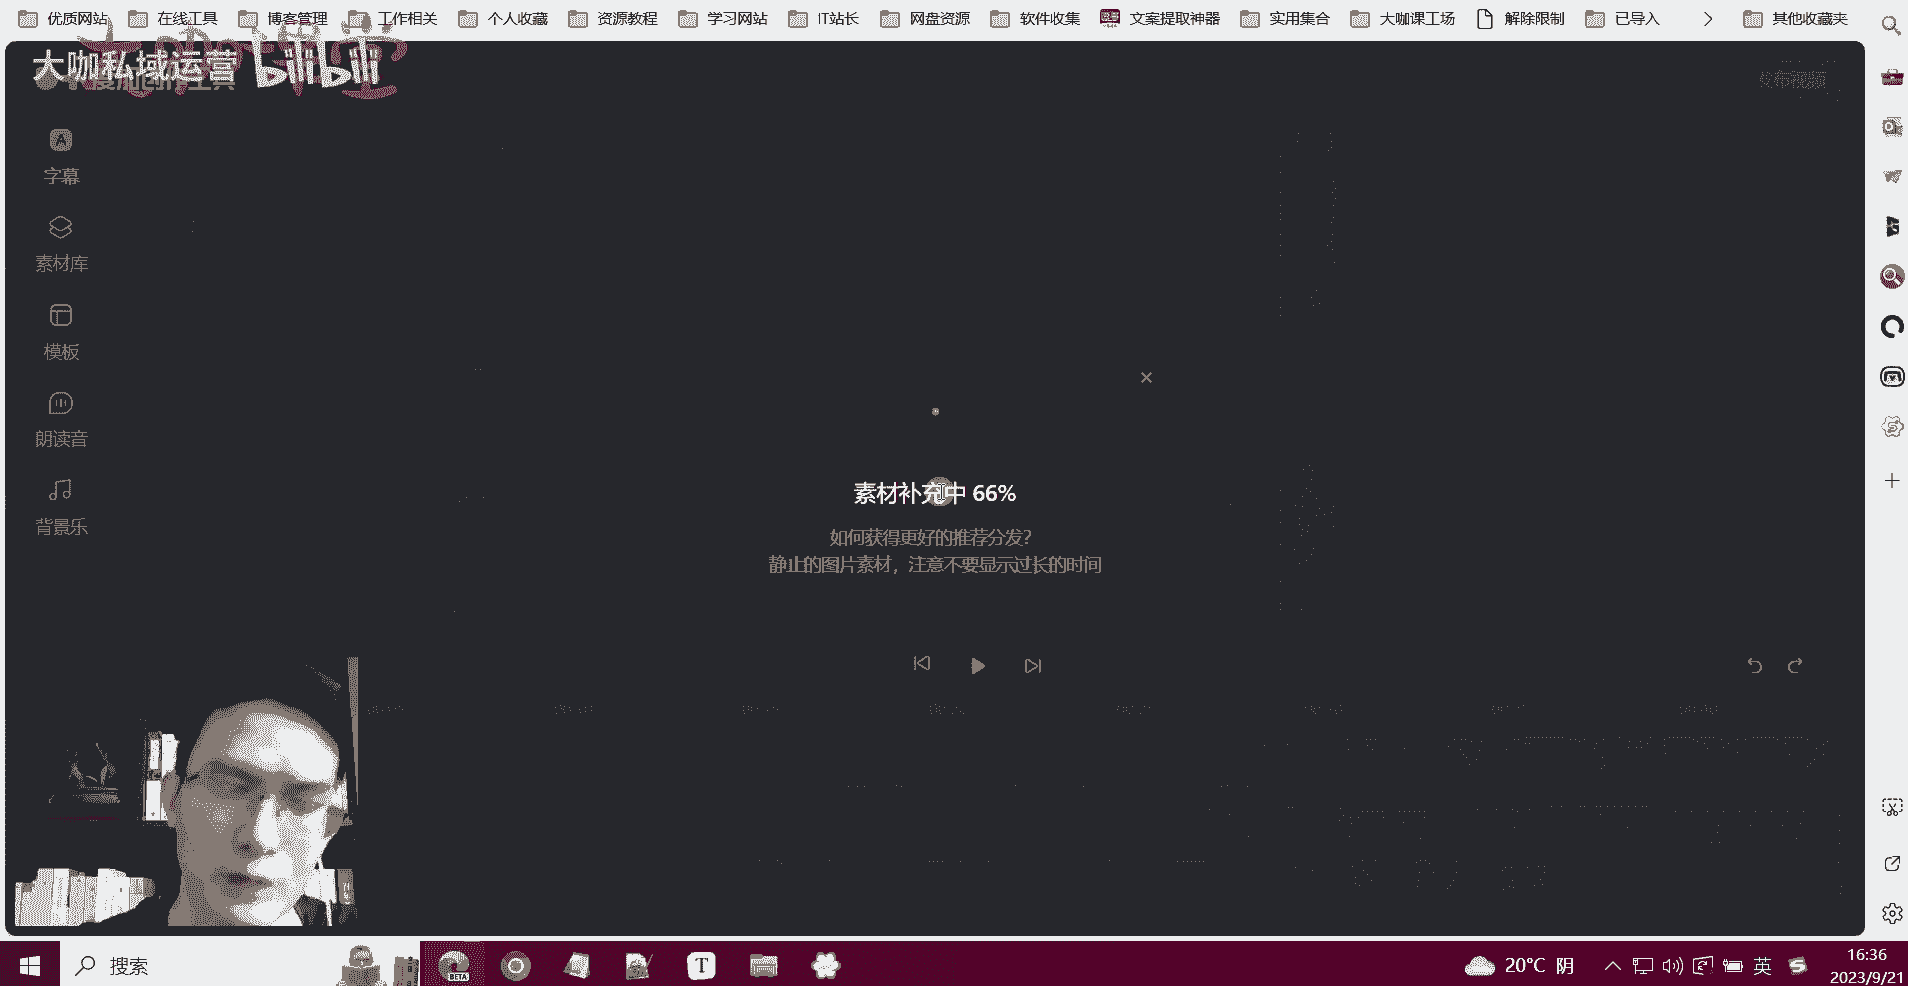 优质网站 在线工具 博客管理 工作相关 个人收藏 资源教程 学习网站 IT站长 网盘资源 软件收集 文案提取神器 实用集合 大咖课工场 解除限制 已导入 其他收藏夹
大咖私域运营 bilibili
发布视频
字幕
素材库
模板
朗读音
背景乐
素材补充中 66%
如何获得更好的推荐分发?
静止的图片素材，注意不要显示过长的时间
搜索
BETA
T
20°C 阴
英
16:36
2023/9/21